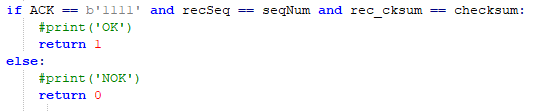 if ACK == b'1111' and recSeq == seqNum and rec_cksum == checksum:
    #print('OK')
    return 1
else:
    #print('NOK')
    return 0